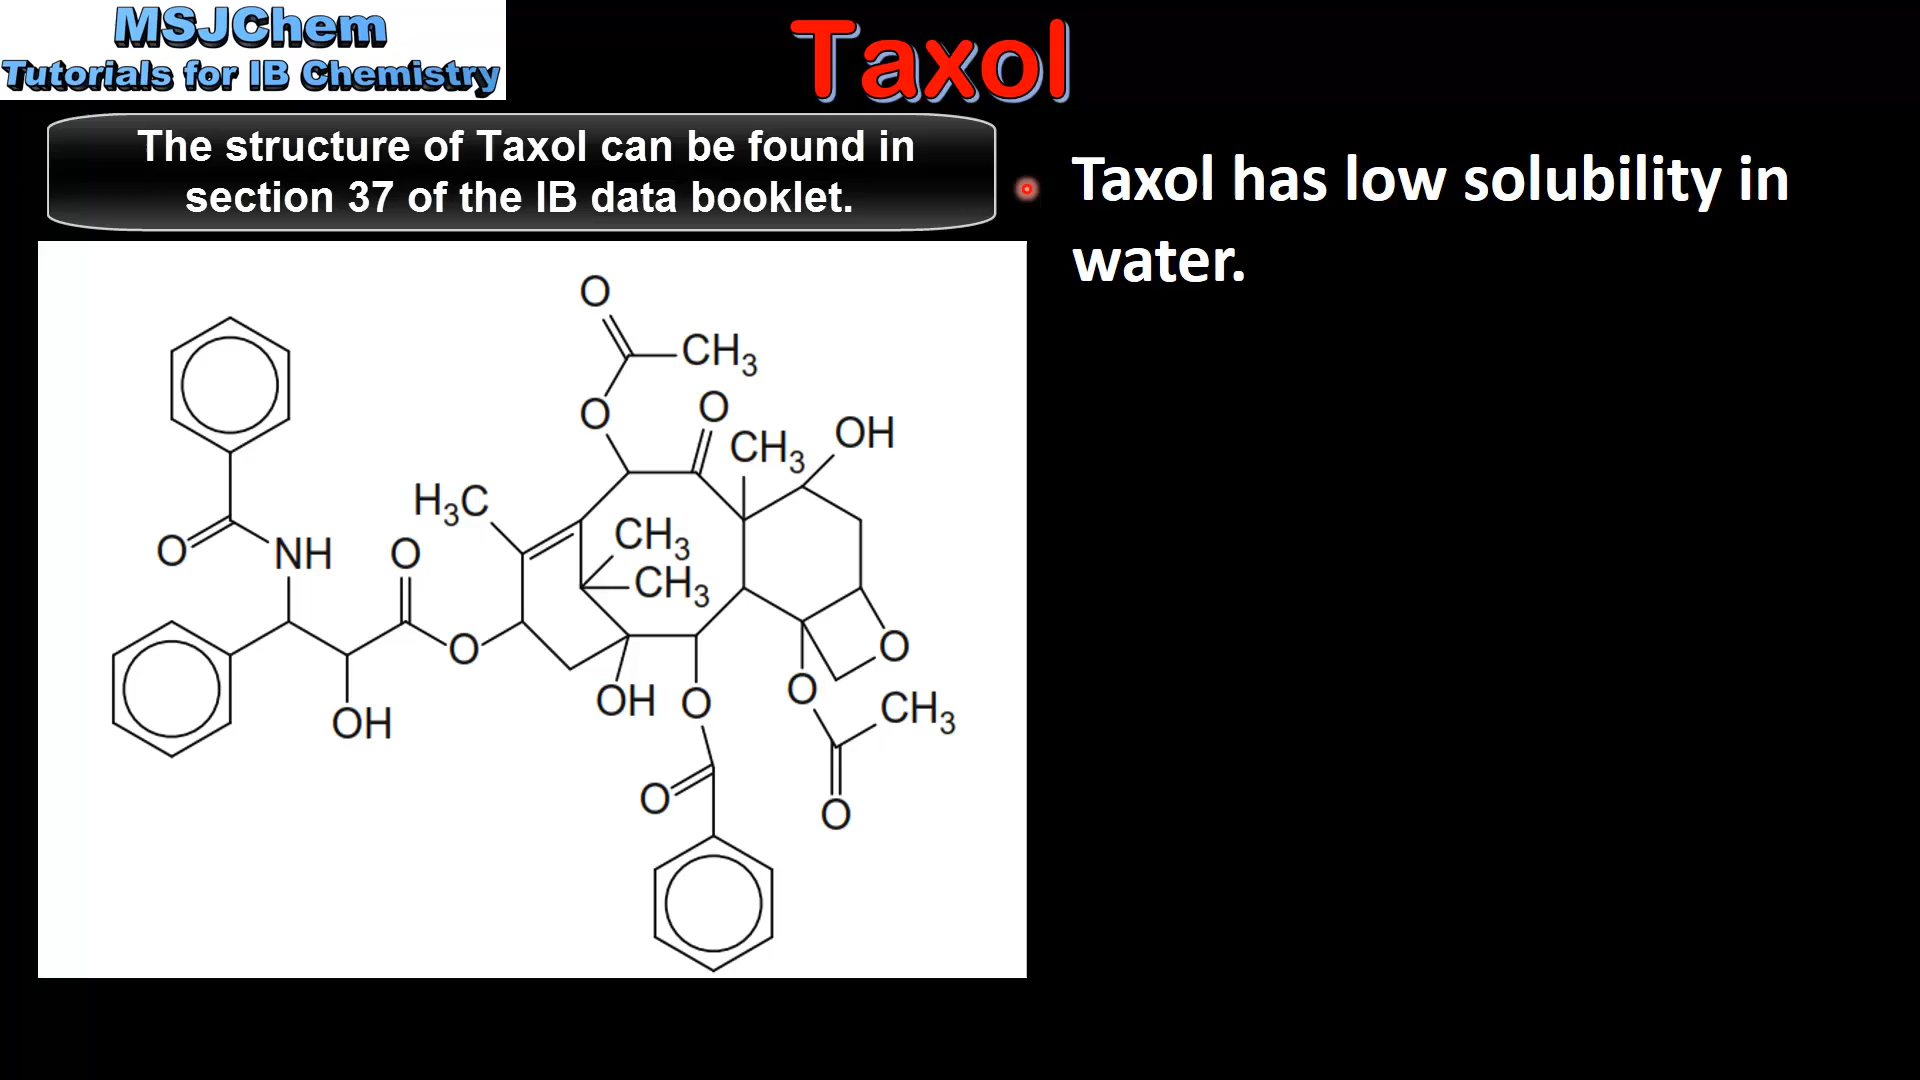 MSJChem
Tutorials for IB Chemistry
Taxol
The structure of Taxol can be found in
section 37 of the IB data booklet.
Taxol has low solubility in
water.
O
CH3
O
O
CH3
OH
H3C
CH3
O
NH
O
CH3
O
O
OH
O
O
CH3
OH
O
O